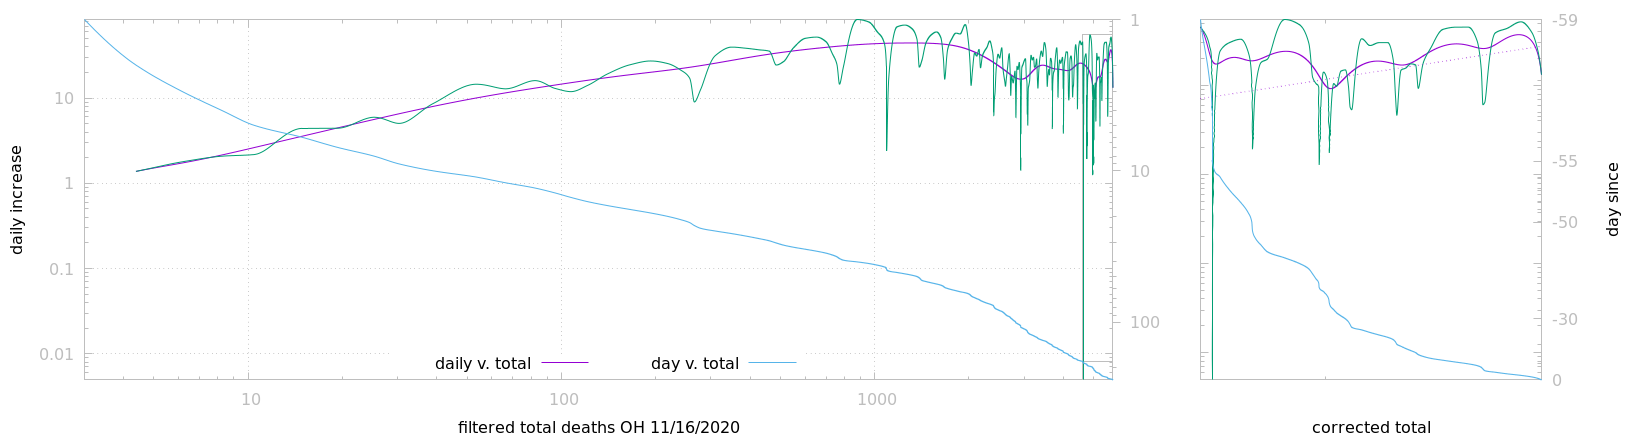 daily increase
10
1
0.1
0.01
daily v. total
day v. total
10
100
1000
filtered total deaths OH 11/16/2020
1
10
100
-59
-55
-50
-30
0
day since
corrected total